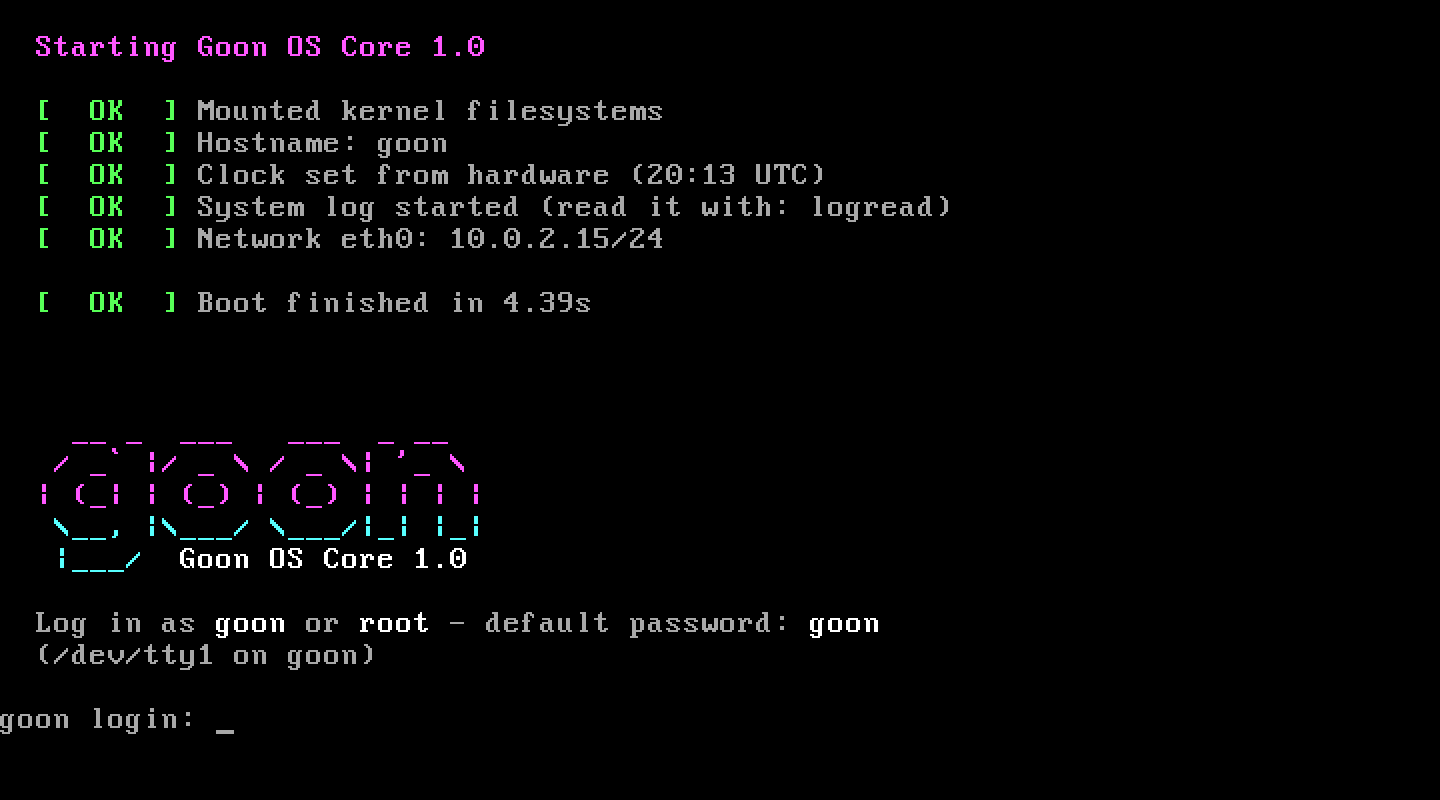 Starting Goon OS Core 1.0
[  OK  ] Mounted kernel filesystems
[  OK  ] Hostname: goon
[  OK  ] Clock set from hardware (20:13 UTC)
[  OK  ] System log started (read it with: logread)
[  OK  ] Network eth0: 10.0.2.15/24
[  OK  ] Boot finished in 4.39s
goon
Goon OS Core 1.0
Log in as goon or root - default password: goon
(/dev/tty1 on goon)
goon login: _